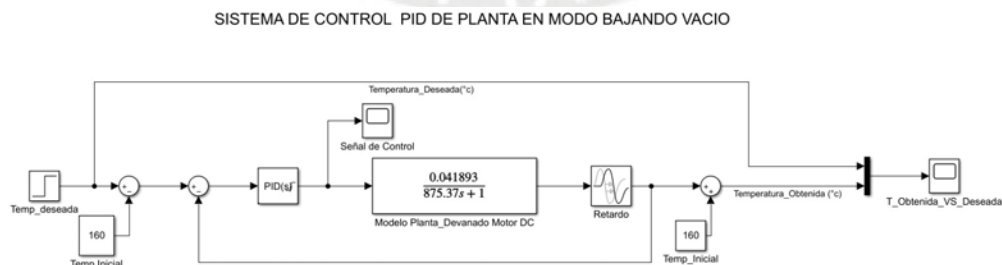 SISTEMA DE CONTROL PID DE PLANTA EN MODO BAJANDO VACIO
Temperatura_Deseada(°c)
Señal de Control
Temp_deseada
160
Temp Inicial
PID(s)
0.041893
875.37s + 1
Modelo Planta_Devanado Motor DC
Retardo
160
Temp_Inicial
Temperatura_Obtenida (°c)
T_Obtenida_VS_Deseada